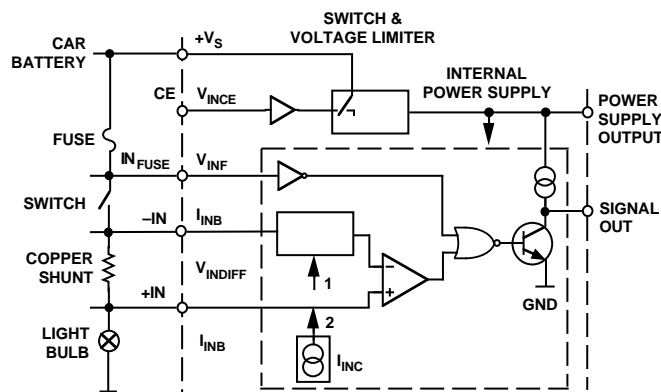 SWITCH &
VOLTAGE LIMITER
CAR
BATTERY
+VS
CE
VINCE
INTERNAL
POWER SUPPLY
POWER
SUPPLY
OUTPUT
FUSE
INFUSE
VINF
SWITCH
–IN
IINB
SIGNAL
OUT
COPPER
SHUNT
VINDIFF
1
–
+
GND
+IN
2
LIGHT
BULB
IINB
IINC